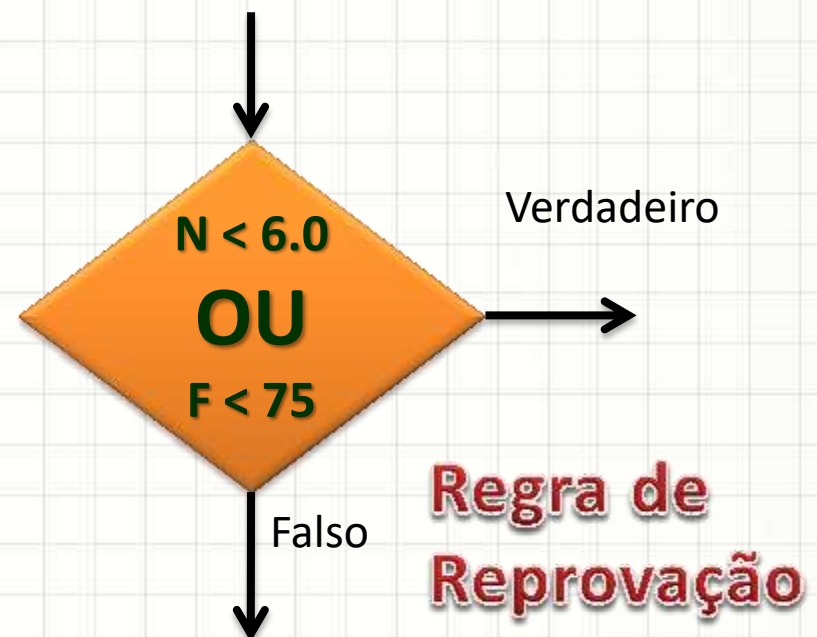 N < 6.0
OU
F < 75
Verdadeiro
Falso
Regra de
Reprovação